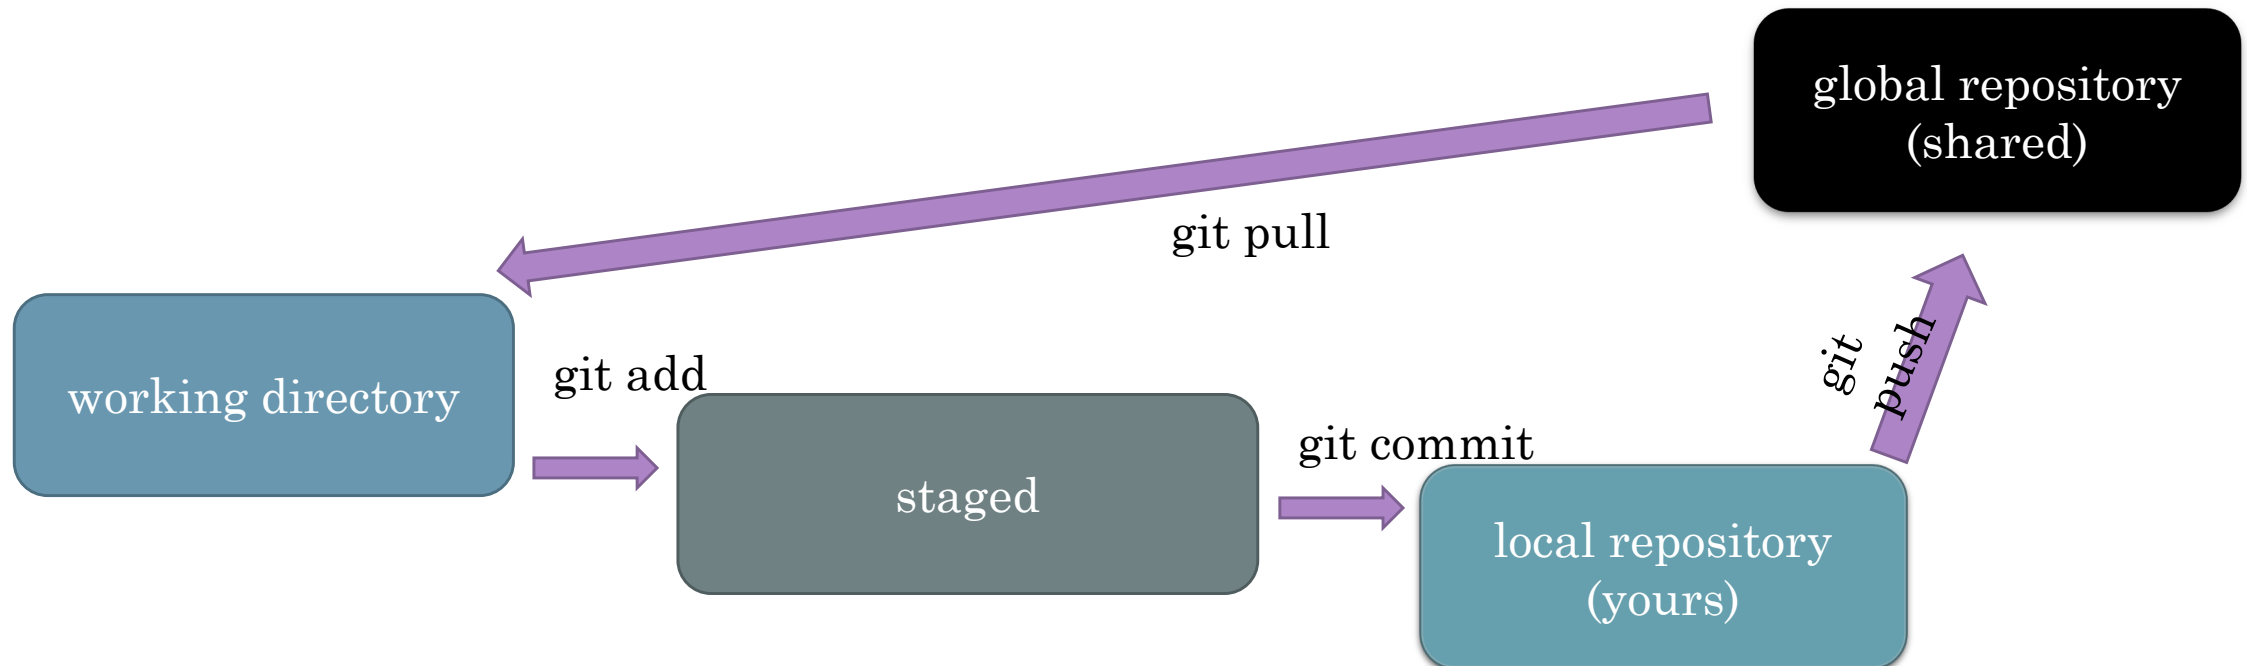 global repository
(shared)
git pull
git
push
working directory
git add
staged
git commit
local repository
(yours)